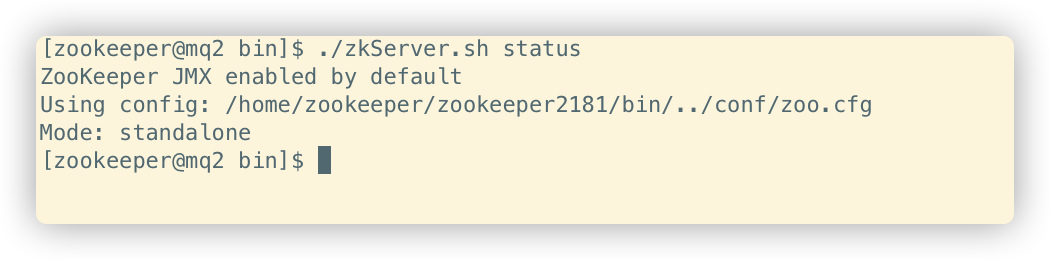 [zookeeper@mq2 bin]$ ./zkServer.sh status
ZooKeeper JMX enabled by default
Using config: /home/zookeeper/zookeeper2181/bin/../conf/zoo.cfg
Mode: standalone
[zookeeper@mq2 bin]$